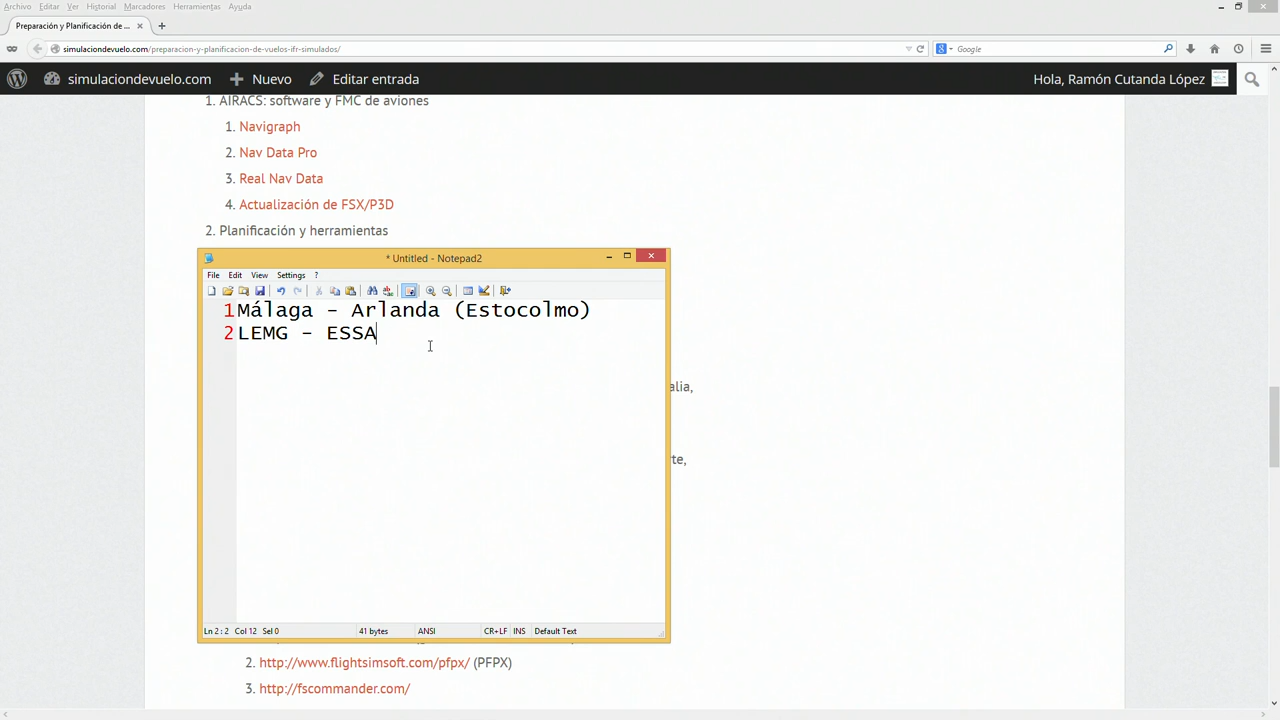 Archivo Editar Ver Historial Marcadores Herramientas Ayuda
Preparación y Planificación de ...
simulaciondevuelo.com/preparacion-y-planificacion-de-vuelos-ifr-simulados/
Google
simulaciondevuelo.com Nuevo Editar entrada Hola, Ramón Cutanda López
1. AIRACS: software y FMC de aviones
1. Navigraph
2. Nav Data Pro
3. Real Nav Data
4. Actualización de FSX/P3D
2. Planificación y herramientas
* Untitled - Notepad2
File Edit View Settings ?
1 Málaga - Arlanda (Estocolmo)
2 LEMG - ESSA
alia,
rte,
Ln 2 : 2 Col 12 Sel 0 41 bytes ANSI CR+LF INS Default Text
2. http://www.flightsimsoft.com/pfpx/ (PFPX)
3. http://fscommander.com/